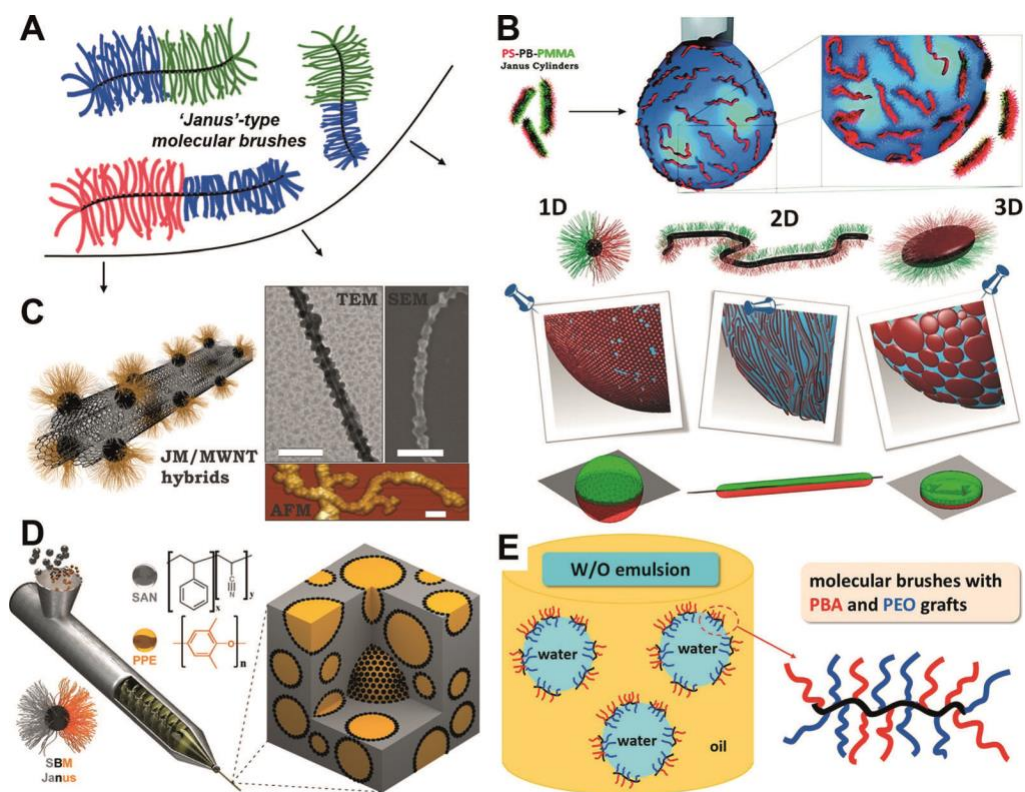 A
'Janus'-type
molecular brushes
B
PS-PB-PMMA
Janus Cylinders
1D
2D
3D
C
JM/MWNT
hybrids
TEM
SEM
AFM
D
SAN
x
C
N
y
PPE
O
n
SBM
Janus
E
W/O emulsion
water
water
water
oil
molecular brushes with
PBA and PEO grafts